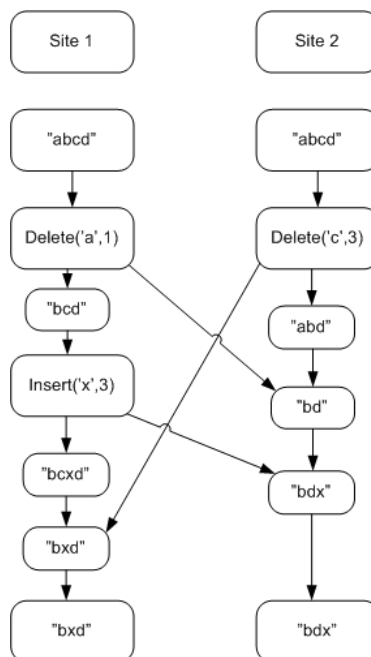 Site 1
Site 2
"abcd"
"abcd"
Delete('a',1)
Delete('c',3)
"bcd"
"abd"
Insert('x',3)
"bd"
"bcxd"
"bdx"
"bxd"
"bxd"
"bdx"